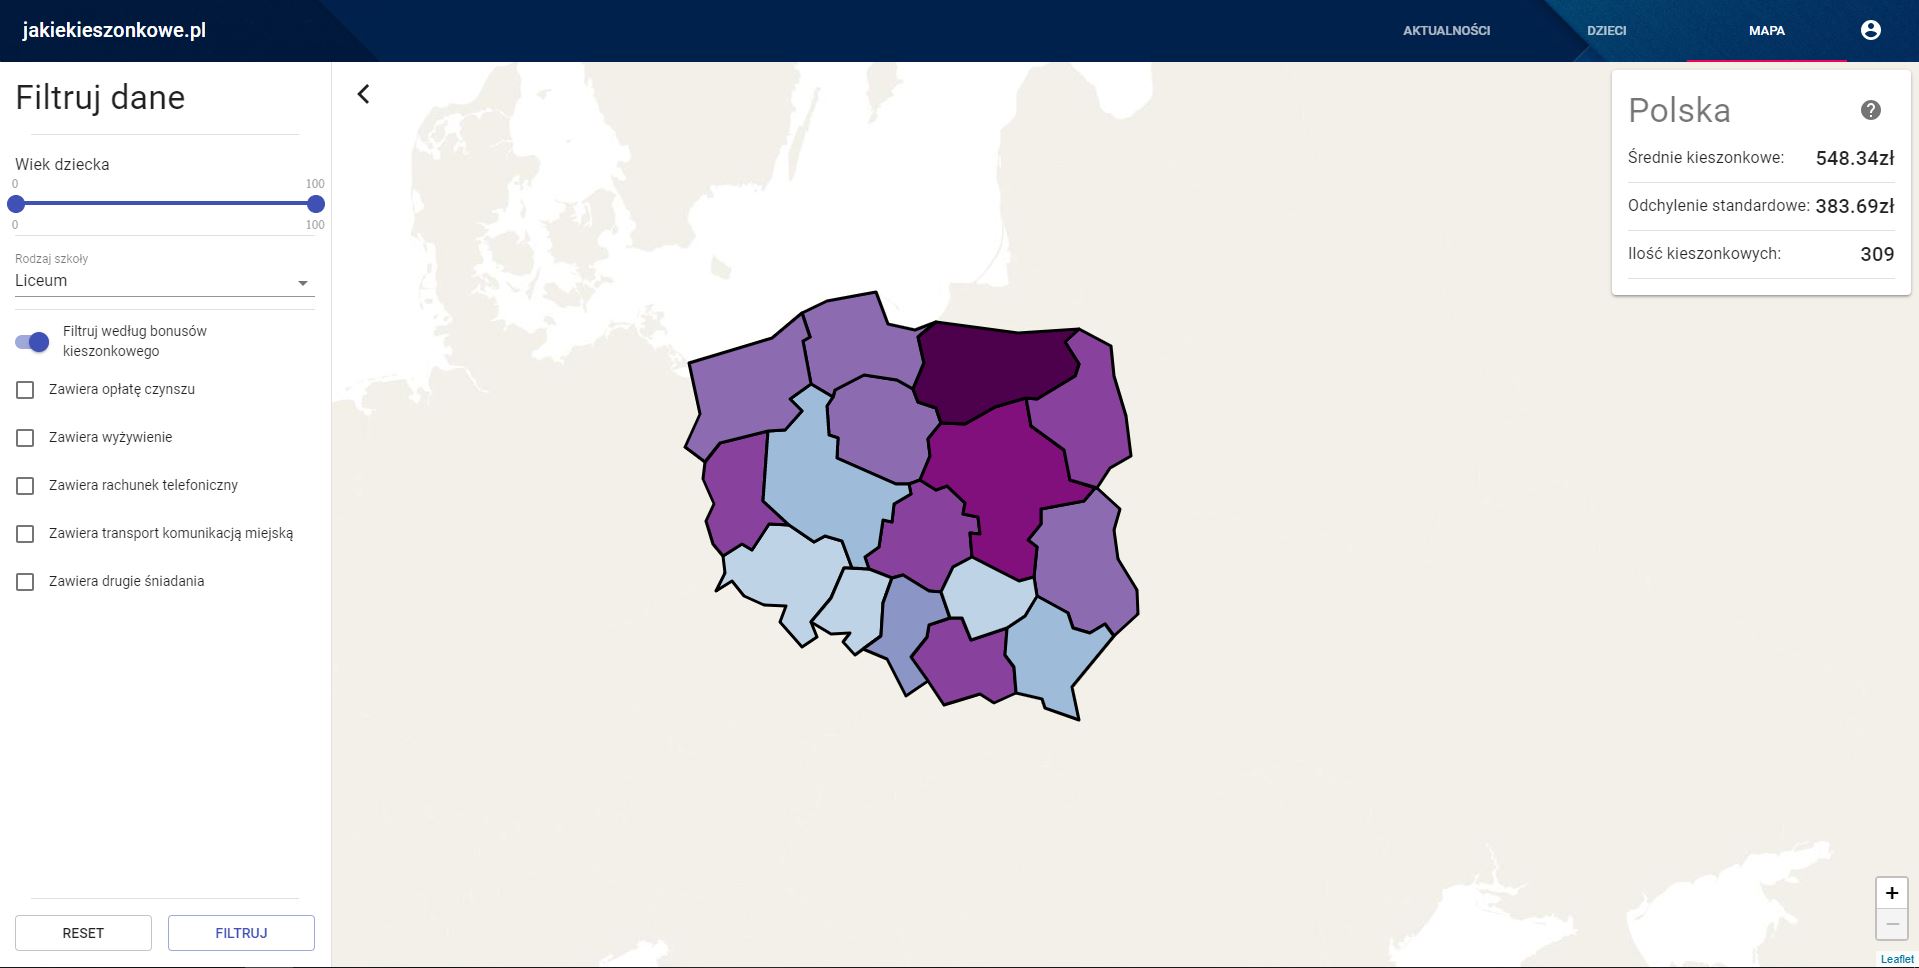 jakiekieszonkowe.pl
AKTUALNOŚCI
DZIECI
MAPA
Filtruj dane
Wiek dziecka
0 100
0 100
Rodzaj szkoły
Liceum
Filtruj według bonusów
kieszonkowego
Zawiera opłatę czynszu
Zawiera wyżywienie
Zawiera rachunek telefoniczny
Zawiera transport komunikacją miejską
Zawiera drugie śniadania
RESET
FILTRUJ
Polska
?
Średnie kieszonkowe: 548.34zł
Odchylenie standardowe: 383.69zł
Ilość kieszonkowych: 309
+
−
Leaflet